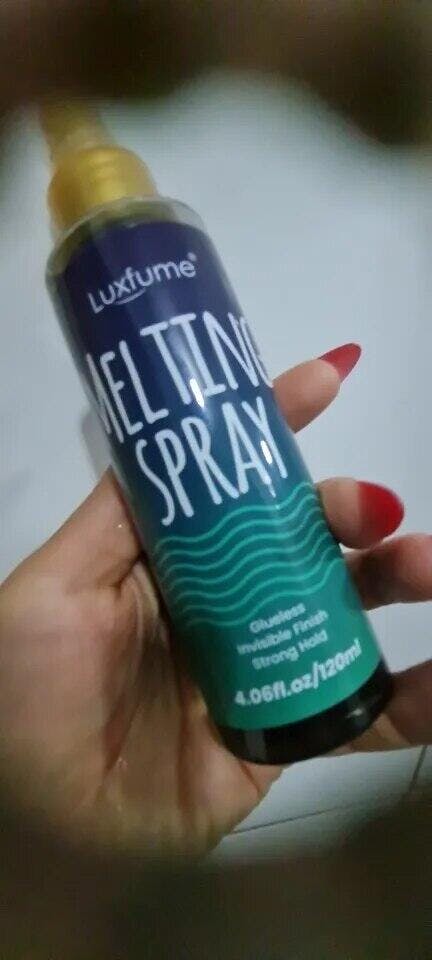 Luxfume®
MELTING
SPRAY
Glueless
Invisible Finish
Strong Hold
4.06fl.oz/120ml